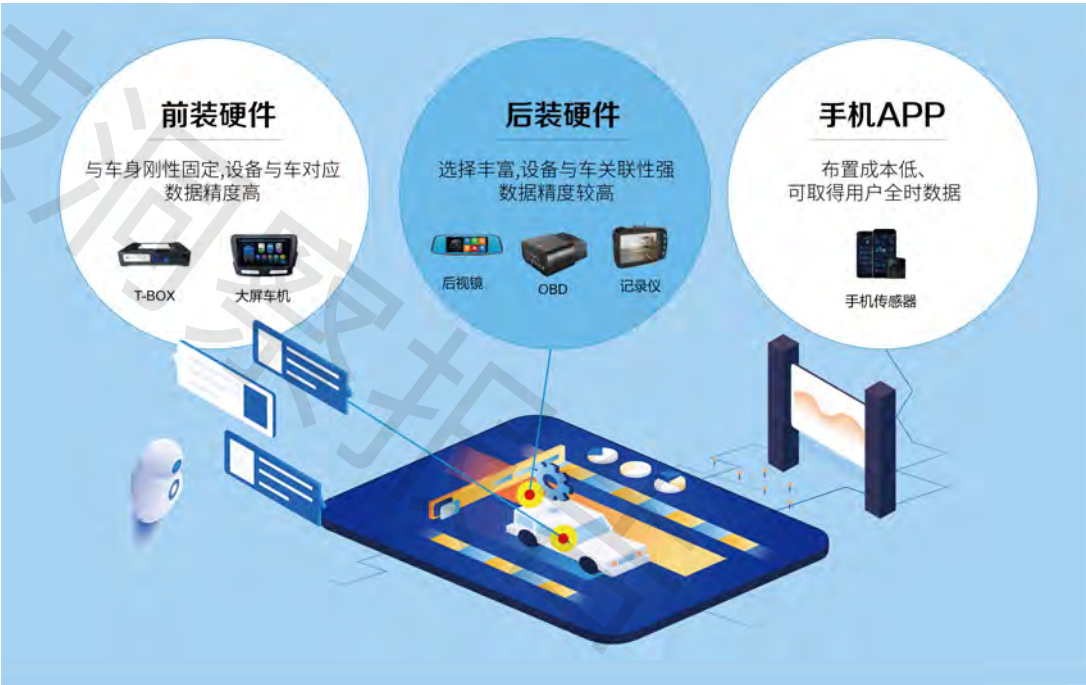 前装硬件
与车身刚性固定,设备与车对应
数据精度高
T-BOX
大屏车机
后装硬件
选择丰富,设备与车关联性强
数据精度较高
后视镜
OBD
记录仪
手机APP
布置成本低、
可取得用户全时数据
手机传感器